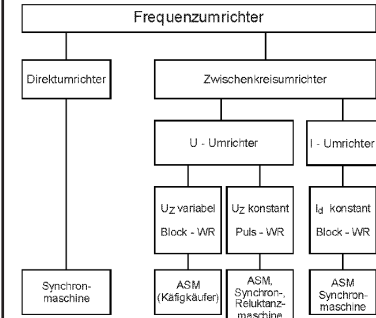 Frequenzumrichter
Direktumrichter
Zwischenkreisumrichter
U - Umrichter
I - Umrichter
Uz variabel
Block - WR
Uz konstant
Puls - WR
Id konstant
Block - WR
Synchron-
maschine
ASM
(Käfigkäufer)
ASM,
Synchron-,
Reluktanz-
maschine
ASM
Synchron-
maschine